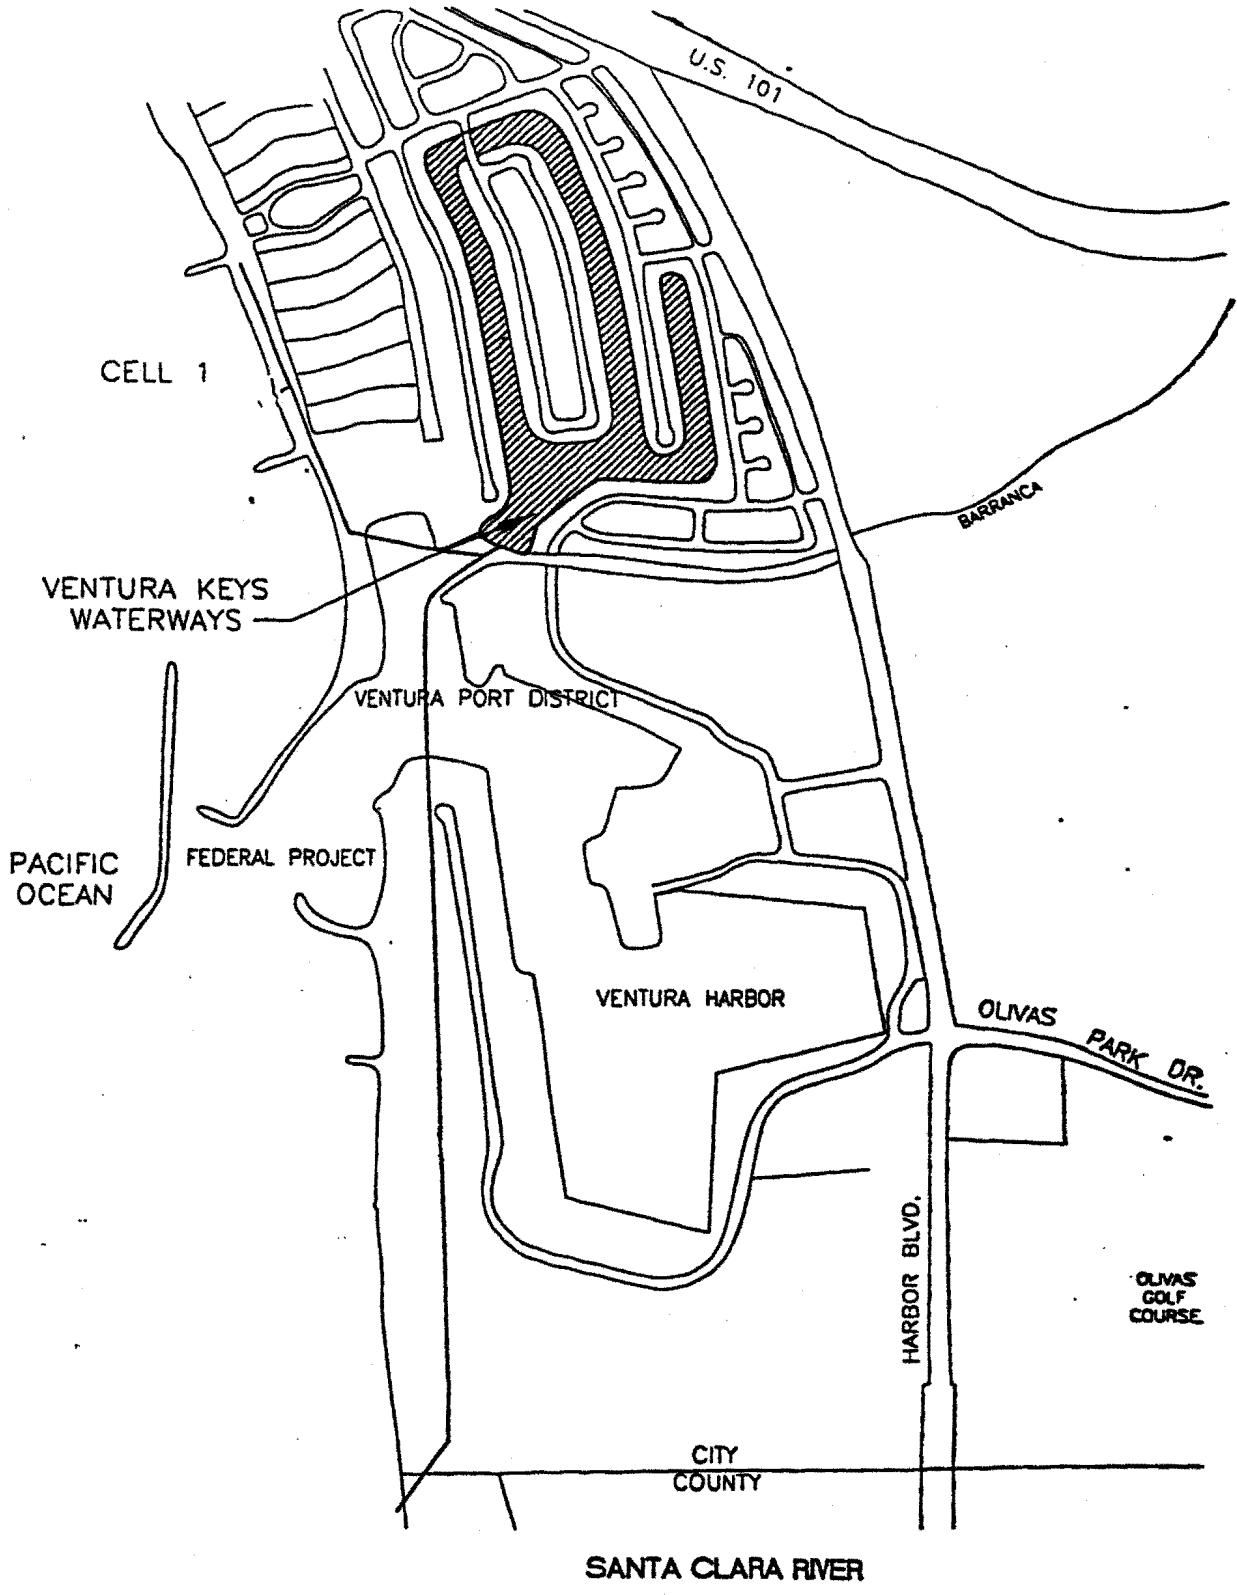 U.S. 101
CELL 1
BARRANCA
VENTURA KEYS
WATERWAYS
VENTURA PORT DISTRICT
PACIFIC
OCEAN
FEDERAL PROJECT
VENTURA HARBOR
OLIVAS PARK DR.
HARBOR BLVD.
OLIVAS
GOLF
COURSE
CITY
COUNTY
SANTA CLARA RIVER